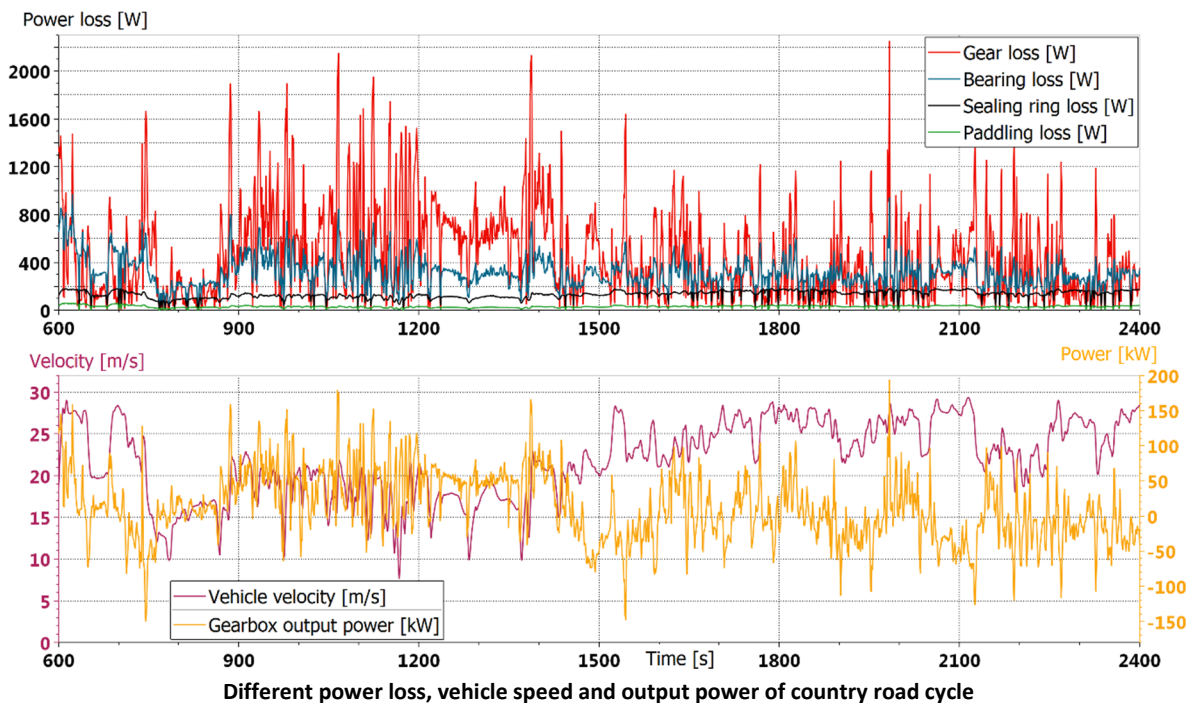 Power loss [W]
2000
1600
1200
800
400
0
Gear loss [W]
Bearing loss [W]
Sealing ring loss [W]
Paddling loss [W]
600 900 1200 1500 1800 2100 2400
Velocity [m/s]
Power [kW]
30
25
20
15
10
5
0
200
150
100
50
0
-50
-100
-150
Vehicle velocity [m/s]
Gearbox output power [kW]
600 900 1200 1500 Time [s] 1800 2100 2400
Different power loss, vehicle speed and output power of country road cycle